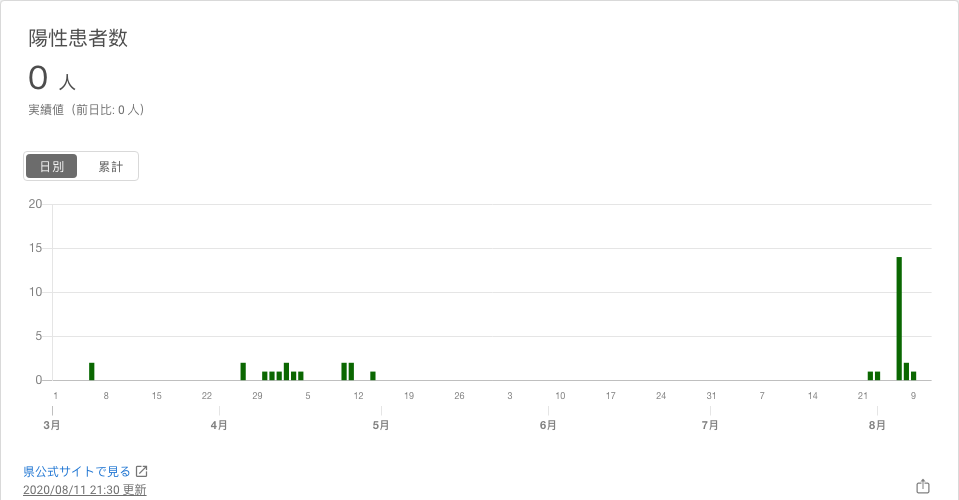 陽性患者数
0 人
実績値（前日比: 0 人）
日別 累計
20
15
10
5
0
1 8 15 22 29 5 12 19 26 3 10 17 24 31 7 14 21 9
3月 4月 5月 6月 7月 8月
県公式サイトで見る
2020/08/11 21:30 更新